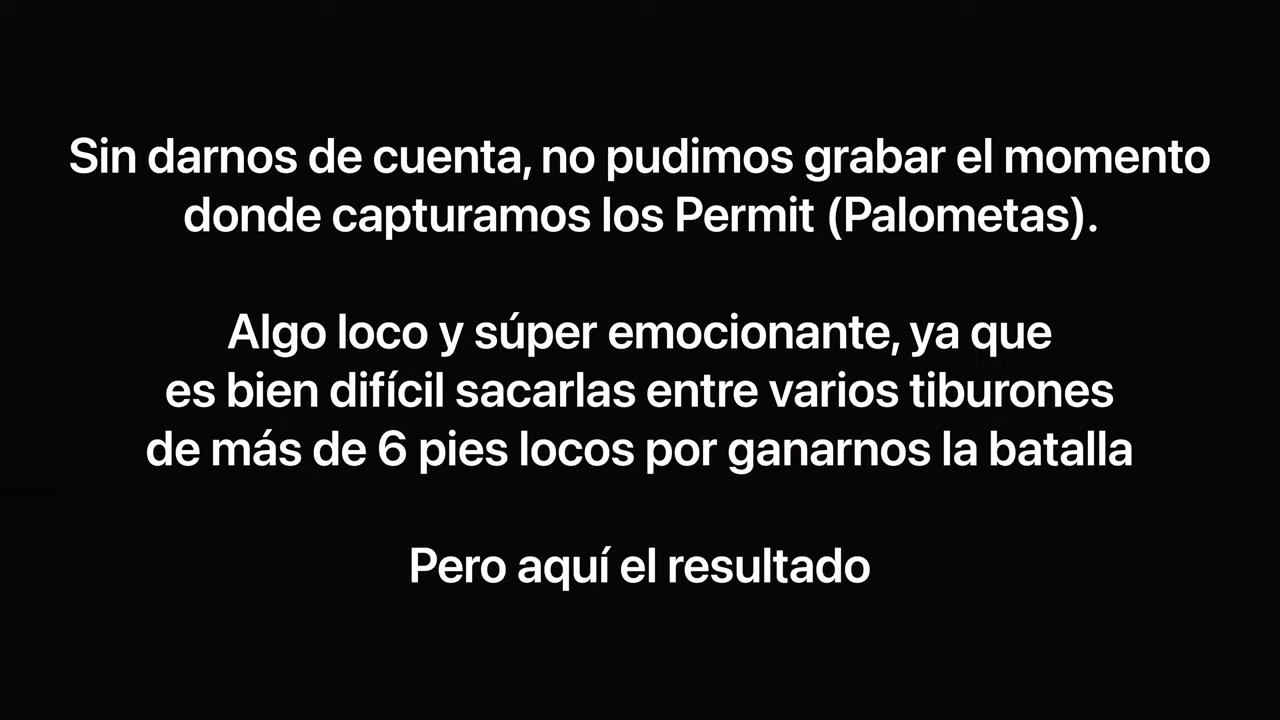 Sin darnos de cuenta, no pudimos grabar el momento
donde capturamos los Permit (Palometas).
Algo loco y súper emocionante, ya que
es bien difícil sacarlas entre varios tiburones
de más de 6 pies locos por ganarnos la batalla
Pero aquí el resultado